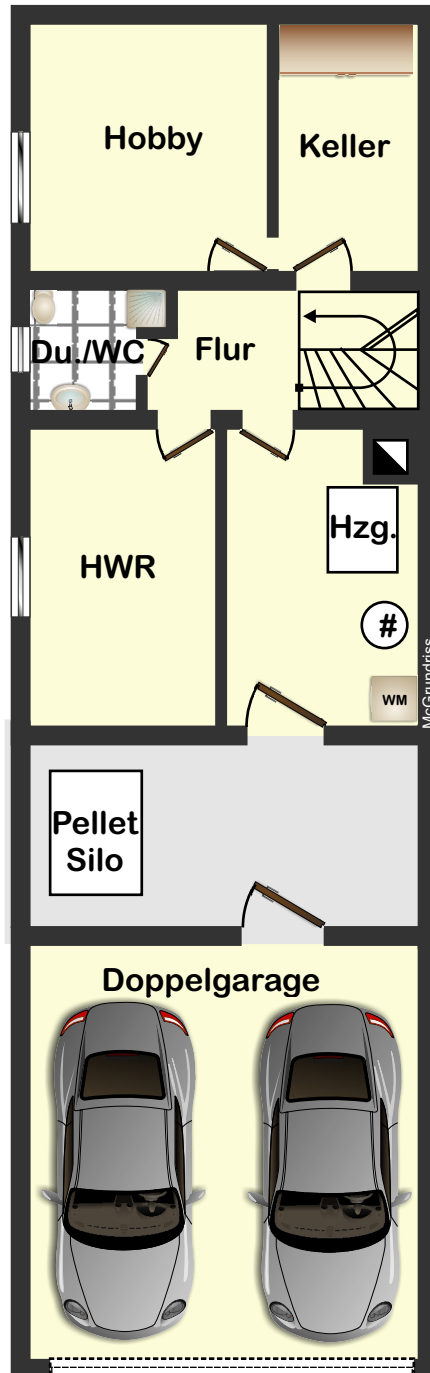 Hobby
Keller
Du./WC
Flur
HWR
Hzg.
#
WM
McGrundriss
Pellet
Silo
Doppelgarage